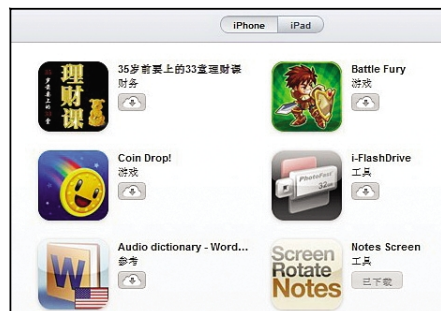 iPhone iPad
理财课
35岁前要上的33堂理财课
财务
Battle Fury
游戏
Coin Drop!
游戏
PhotoFast
32GB
i-FlashDrive
工具
W
Audio dictionary - Word...
参考
Screen
Rotate
Notes
Notes Screen
工具
已下载